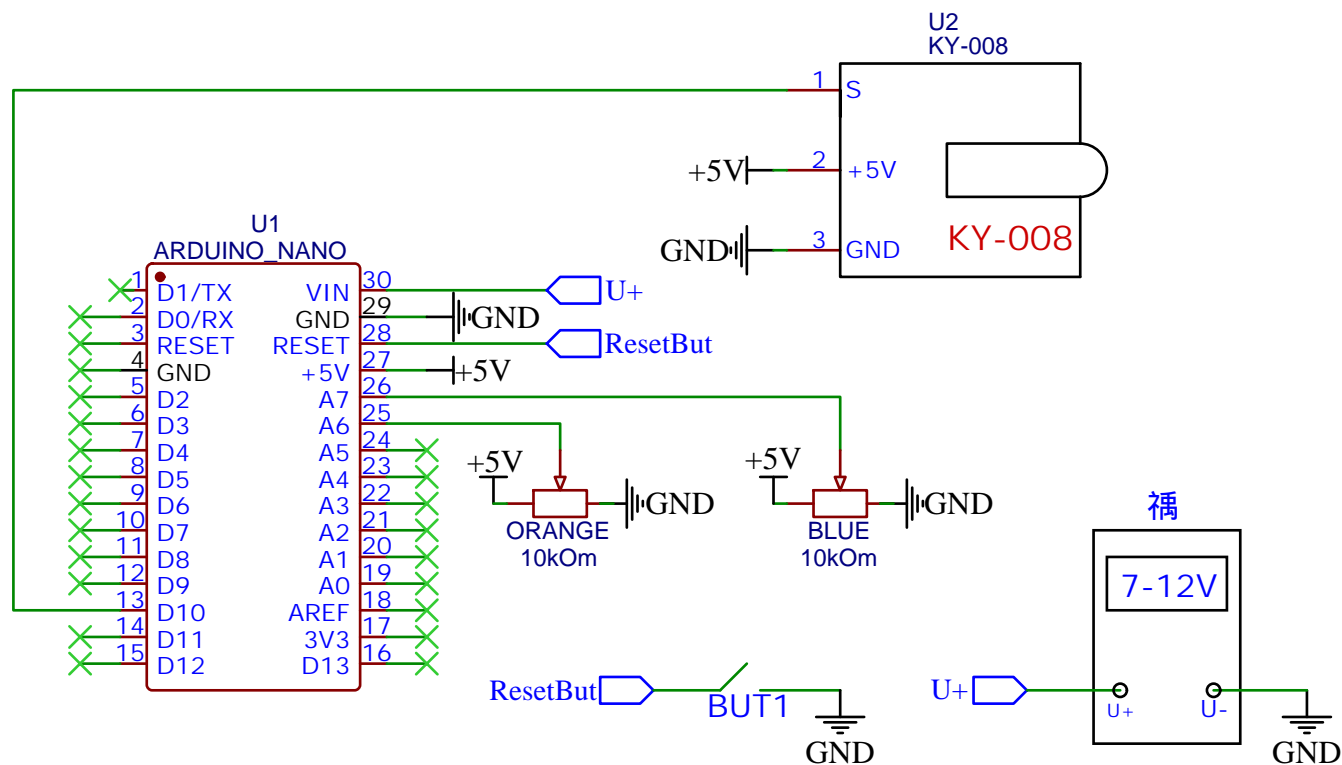 U2
KY-008
1 S
2 +5V
+5V
3 GND
GND
KY-008
U1
ARDUINO_NANO
1 D1/TX VIN 30
U+
2 D0/RX GND 29
GND
3 RESET RESET 28
ResetBut
4 GND +5V 27
+5V
5 D2 A7 26
6 D3 A6 25
7 D4 A5 24
8 D5 A4 23
9 D6 A3 22
10 D7 A2 21
11 D8 A1 20
12 D9 A0 19
13 D10 AREF 18
14 D11 3V3 17
15 D12 D13 16
+5V
GND
ORANGE
10kOm
+5V
GND
BLUE
10kOm
ResetBut
BUT1
GND
7-12V
U+
U+
U-
GND